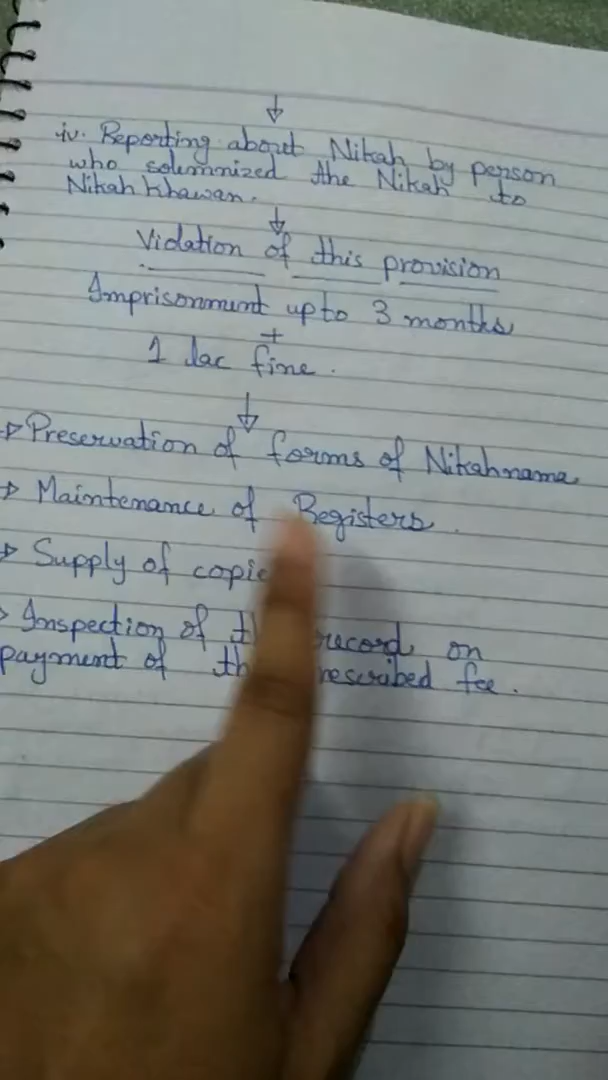 iv. Reporting about Nikah by person
who solemnized the Nikah to
Nikah Khawan.
Violation of this provision
Imprisonment upto 3 months
+
1 lac fine.
Preservation of forms of Nikahnama
Maintenance of Registers.
Supply of
Inspection of record on
payment of fee.